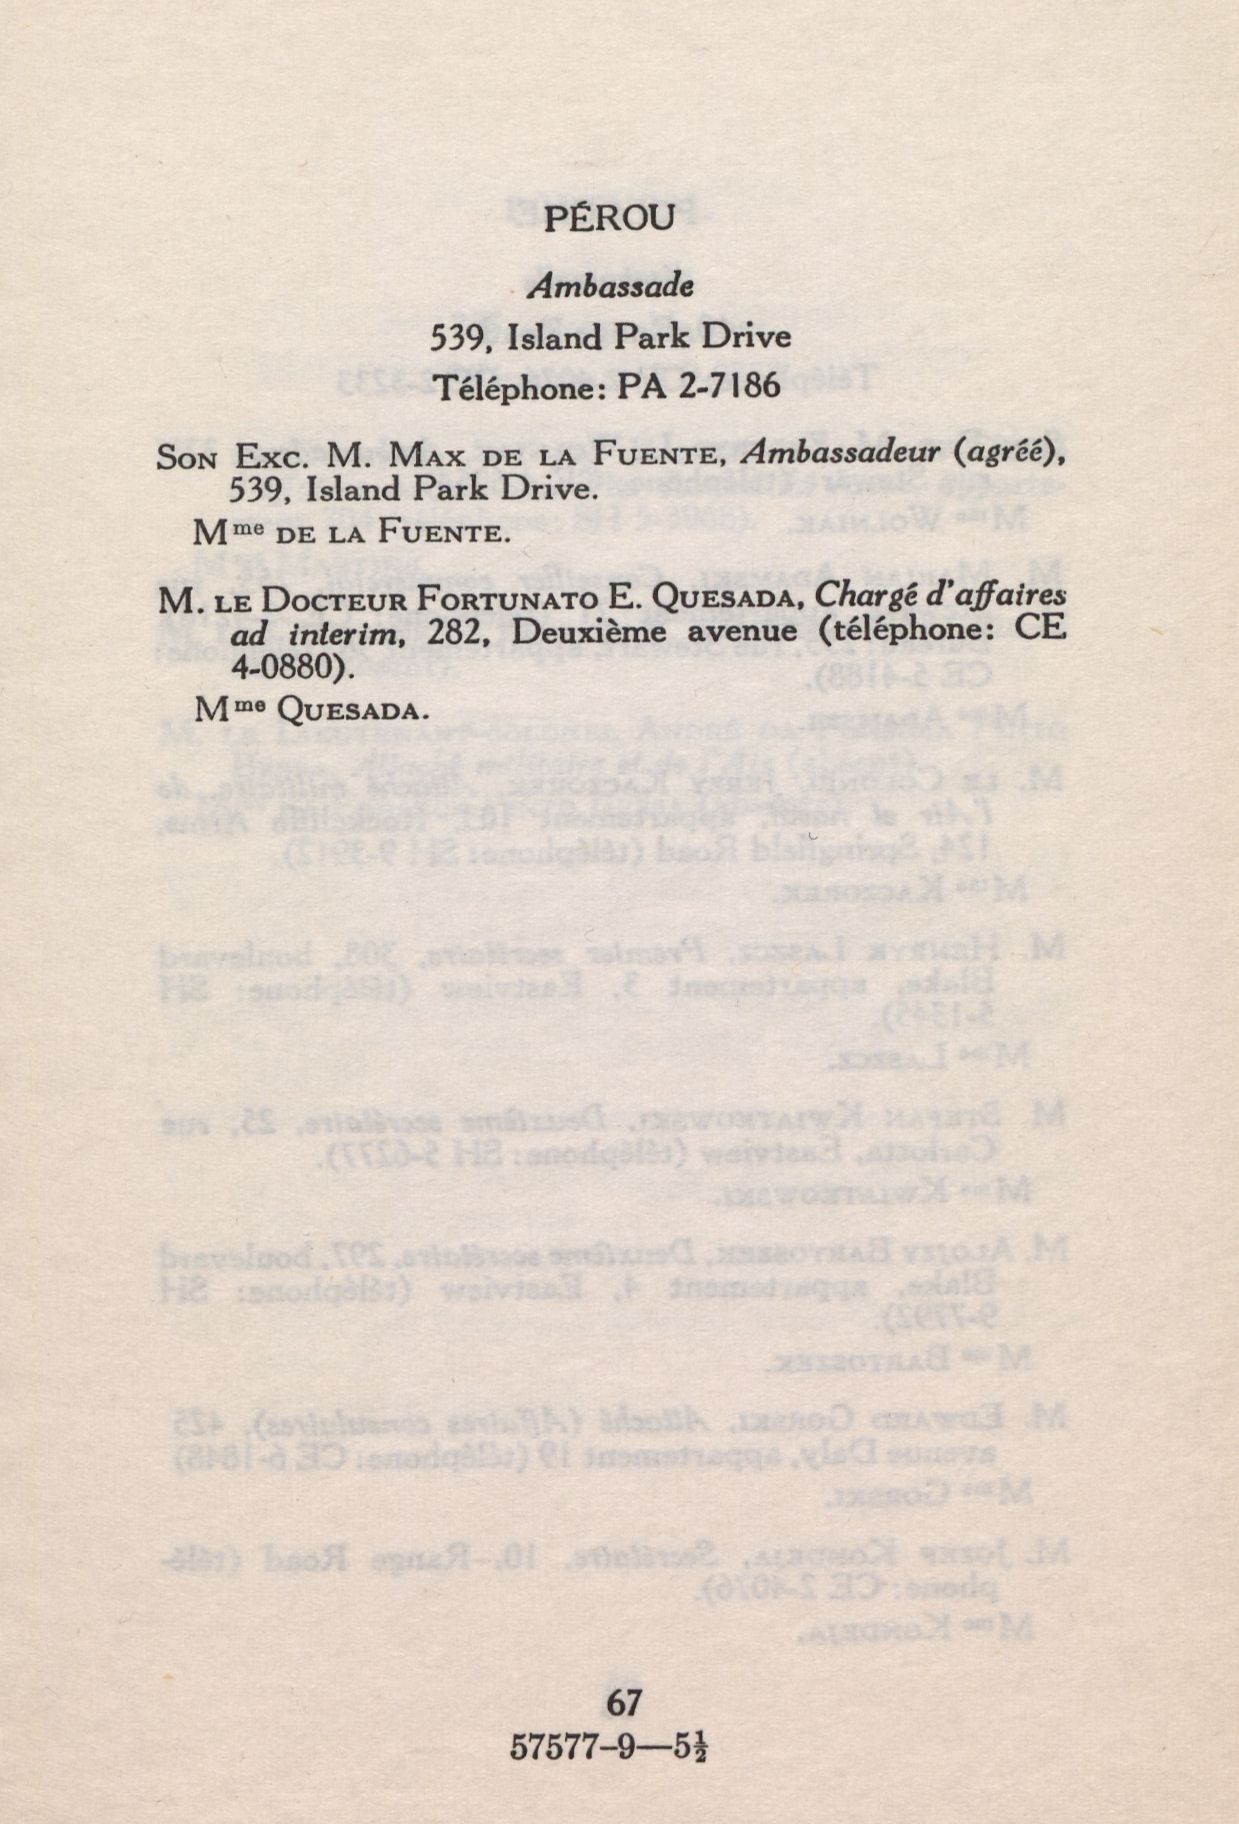 PÉROU
Ambassade
539, Island Park Drive
Téléphone: PA 2-7186
SON EXC. M. MAX DE LA FUENTE, Ambassadeur (agréé),
539, Island Park Drive.
Mme DE LA FUENTE.
M. LE DOCTEUR FORTUNATO E. QUESADA, Chargé d'affaires
ad interim, 282, Deuxième avenue (téléphone: CE
4-0880).
Mme QUESADA.
67
57577-9—5½